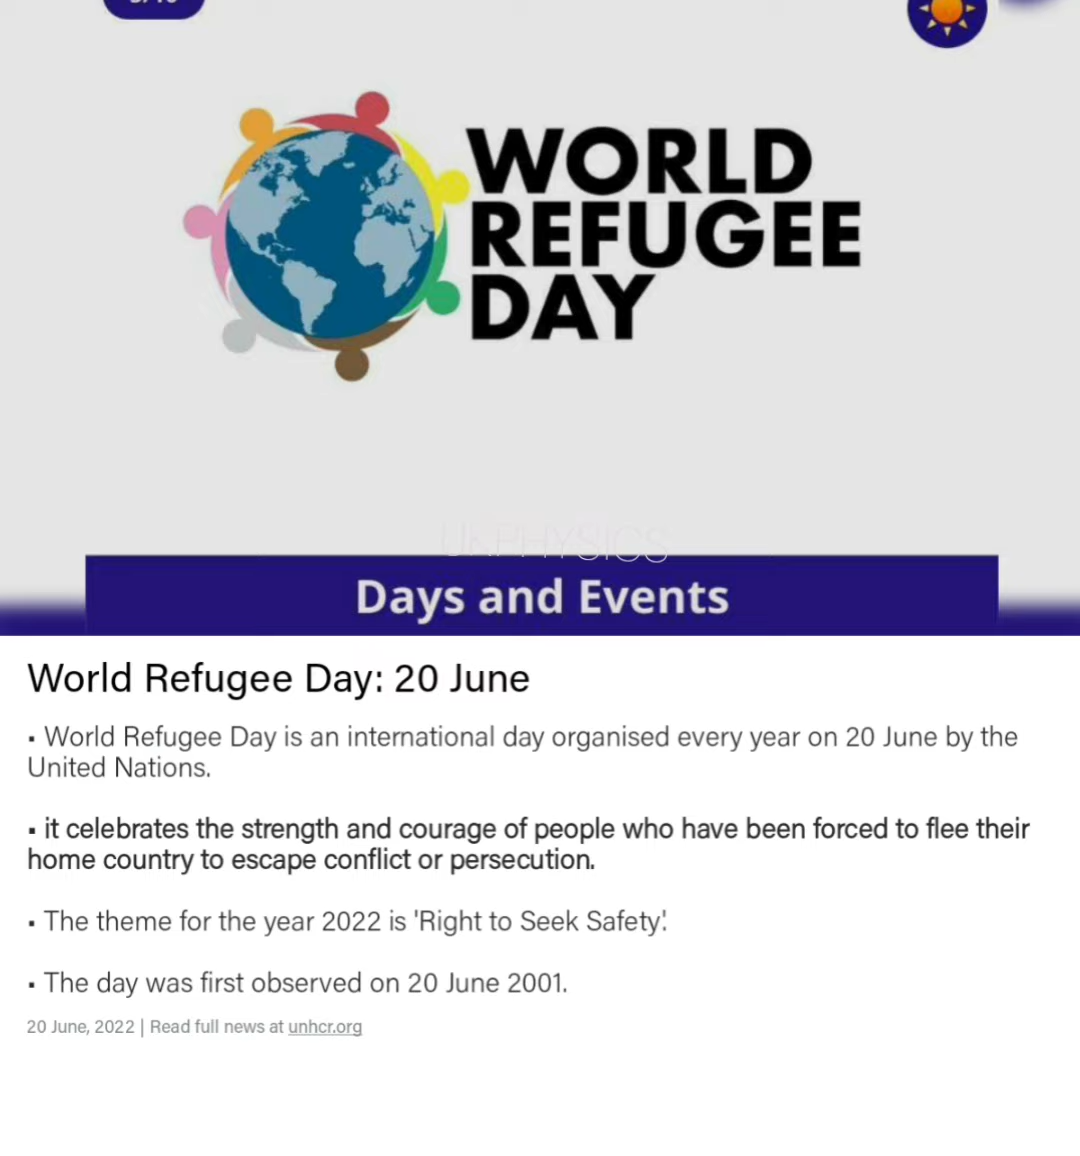 WORLD
REFUGEE
DAY
UKPHYSICS
Days and Events
World Refugee Day: 20 June
▪ World Refugee Day is an international day organised every year on 20 June by the
United Nations.
▪ it celebrates the strength and courage of people who have been forced to flee their
home country to escape conflict or persecution.
▪ The theme for the year 2022 is 'Right to Seek Safety'.
▪ The day was first observed on 20 June 2001.
20 June, 2022 | Read full news at unhcr.org